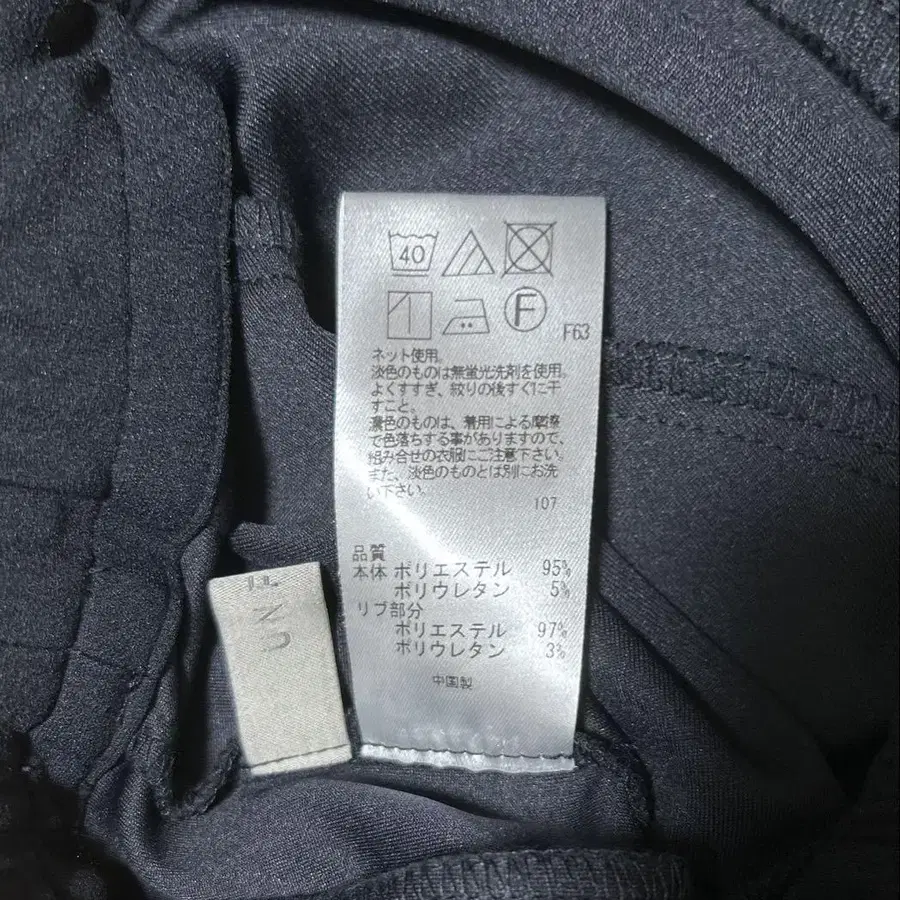 40
F
F63
ネット使用。
淡色のものは無蛍光洗剤を使用。
よくすすぎ、絞りの後すぐに干
すこと。
濃色のものは、着用による摩擦
で色落ちする事がありますので、
組み合せの衣服にご注意下さい。
また、淡色のものとは別にお洗
い下さい。
107
品質
本体 ポリエステル 95%
ポリウレタン 5%
リブ部分
ポリエステル 97%
ポリウレタン 3%
中国製